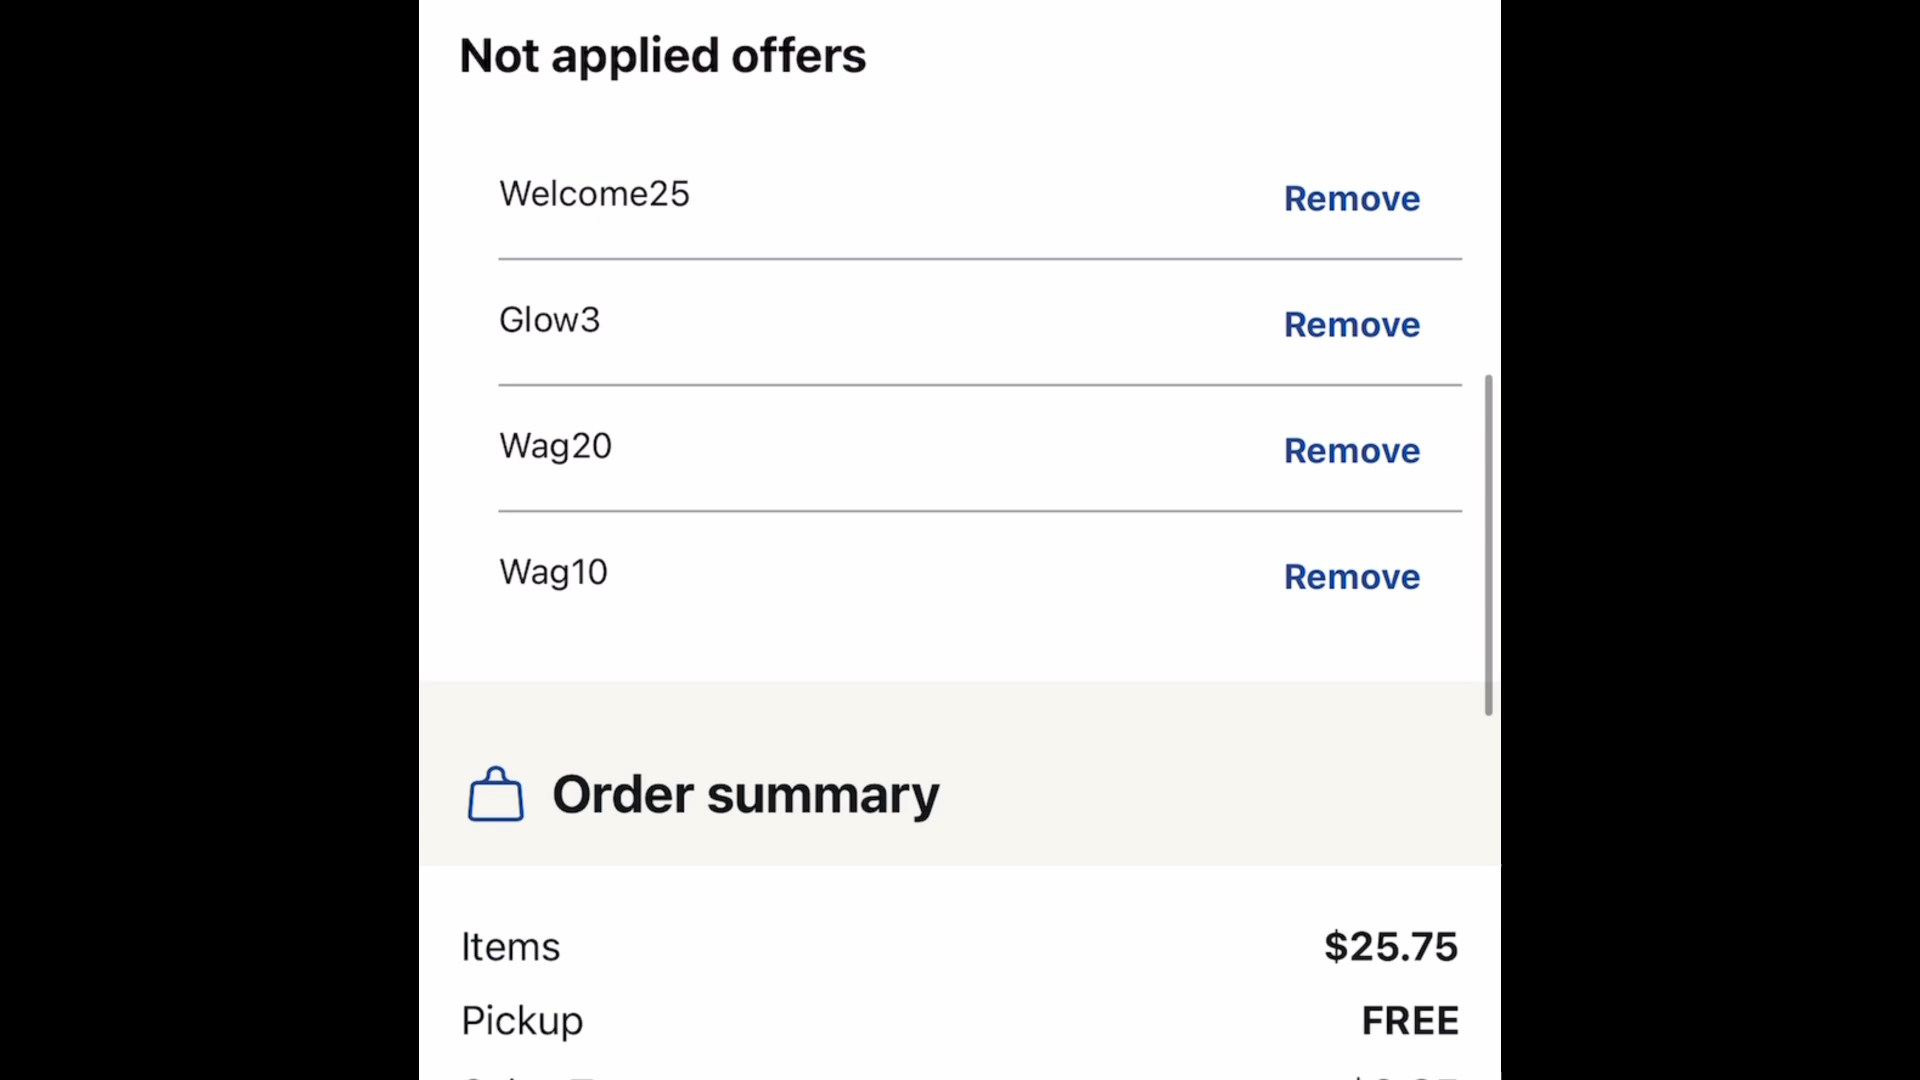 Not applied offers
Welcome25 Remove
Glow3 Remove
Wag20 Remove
Wag10 Remove
Order summary
Items $25.75
Pickup FREE